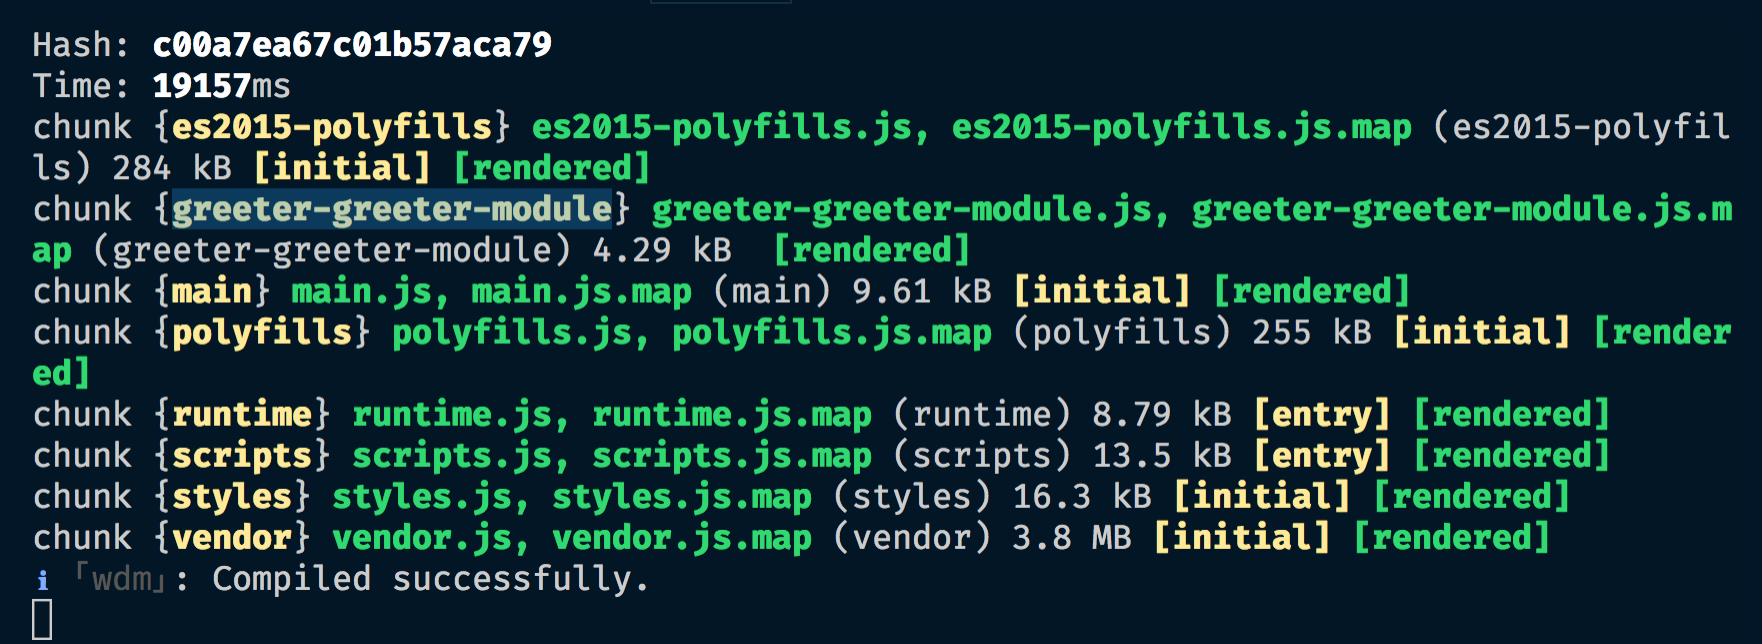 Hash: c00a7ea67c01b57aca79
Time: 19157ms
chunk {es2015-polyfills} es2015-polyfills.js, es2015-polyfills.js.map (es2015-polyfil
ls) 284 kB [initial] [rendered]
chunk {greeter-greeter-module} greeter-greeter-module.js, greeter-greeter-module.js.m
ap (greeter-greeter-module) 4.29 kB  [rendered]
chunk {main} main.js, main.js.map (main) 9.61 kB [initial] [rendered]
chunk {polyfills} polyfills.js, polyfills.js.map (polyfills) 255 kB [initial] [render
ed]
chunk {runtime} runtime.js, runtime.js.map (runtime) 8.79 kB [entry] [rendered]
chunk {scripts} scripts.js, scripts.js.map (scripts) 13.5 kB [entry] [rendered]
chunk {styles} styles.js, styles.js.map (styles) 16.3 kB [initial] [rendered]
chunk {vendor} vendor.js, vendor.js.map (vendor) 3.8 MB [initial] [rendered]
ℹ 「wdm」: Compiled successfully.